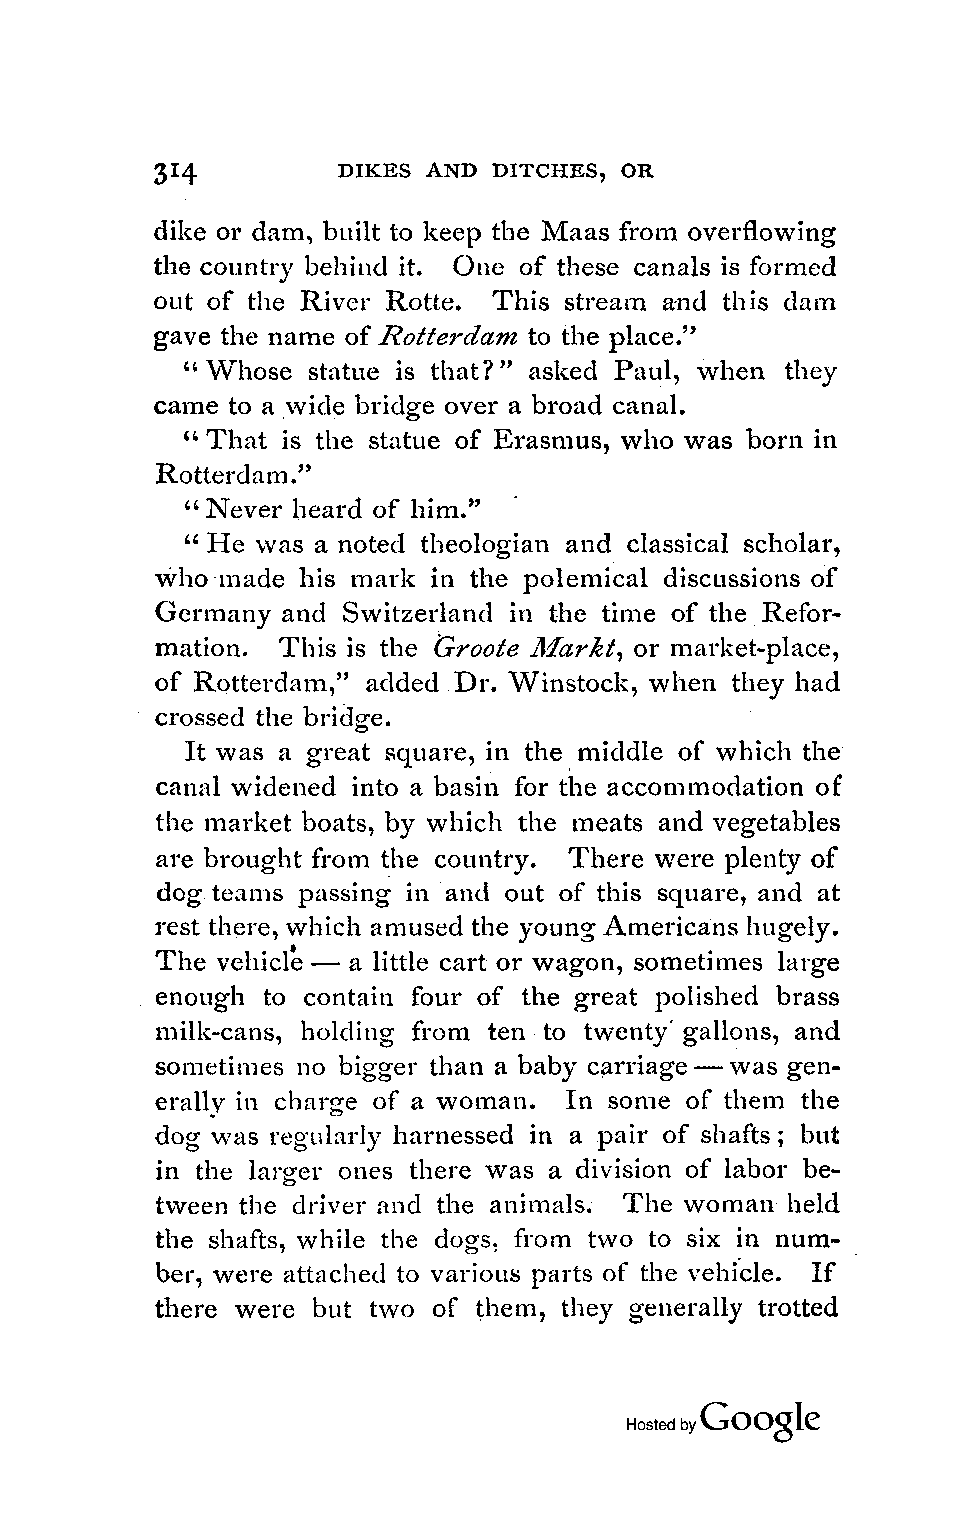 314 DIKES AND DITCHES, OR
dike or dam, built to keep the Maas from overflowing
the country behind it. One of these canals is formed
out of the River Rotte. This stream and this dam
gave the name of Rotterdam to the place."
"Whose statue is that?" asked Paul, when they
came to a wide bridge over a broad canal.
"That is the statue of Erasmus, who was born in
Rotterdam."
"Never heard of him."
"He was a noted theologian and classical scholar,
who made his mark in the polemical discussions of
Germany and Switzerland in the time of the Refor-
mation. This is the Groote Markt, or market-place,
of Rotterdam," added Dr. Winstock, when they had
crossed the bridge.
It was a great square, in the middle of which the
canal widened into a basin for the accommodation of
the market boats, by which the meats and vegetables
are brought from the country. There were plenty of
dog teams passing in and out of this square, and at
rest there, which amused the young Americans hugely.
The vehicle — a little cart or wagon, sometimes large
enough to contain four of the great polished brass
milk-cans, holding from ten to twenty gallons, and
sometimes no bigger than a baby carriage — was gen-
erally in charge of a woman. In some of them the
dog was regularly harnessed in a pair of shafts; but
in the larger ones there was a division of labor be-
tween the driver and the animals. The woman held
the shafts, while the dogs, from two to six in num-
ber, were attached to various parts of the vehicle. If
there were but two of them, they generally trotted
Hosted by Google